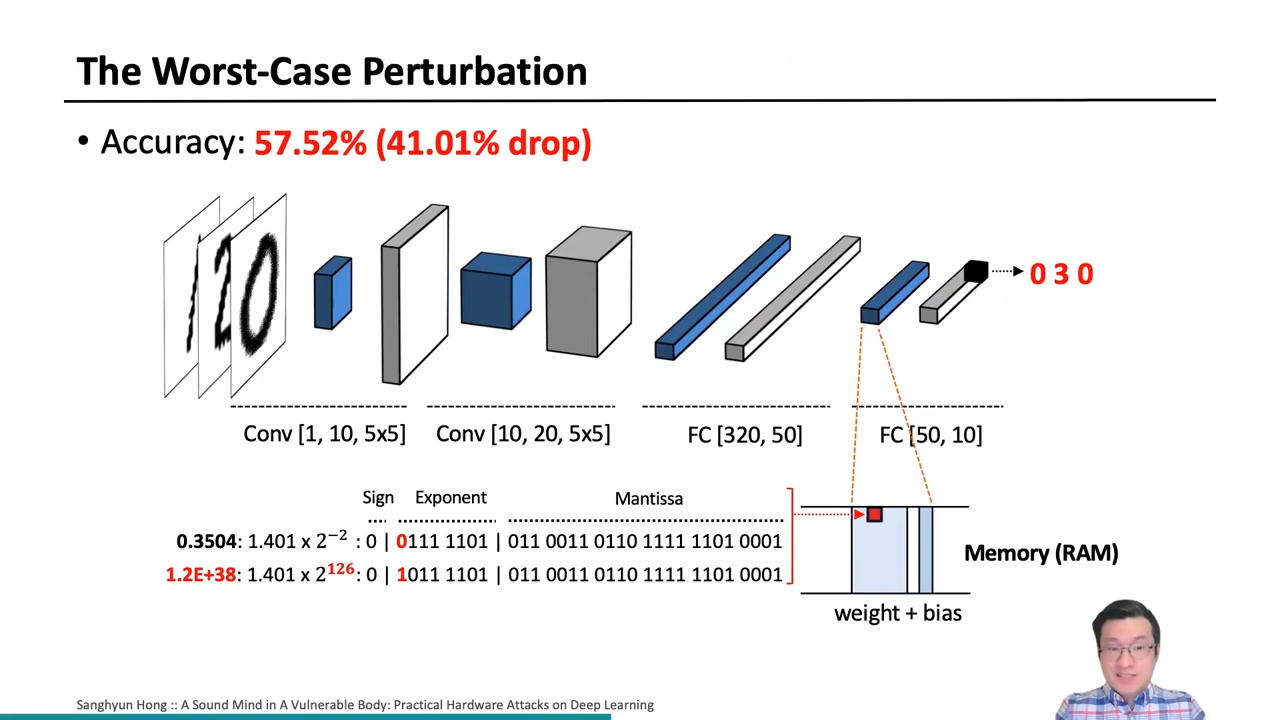 The Worst-Case Perturbation
• Accuracy: 57.52% (41.01% drop)
1 2 0
0 3 0
Conv [1, 10, 5x5]
Conv [10, 20, 5x5]
FC [320, 50]
FC [50, 10]
Sign Exponent Mantissa
0.3504: 1.401 x 2⁻² : 0 | 0111 1101 | 011 0011 0110 1111 1101 0001
1.2E+38: 1.401 x 2¹²⁶ : 0 | 1011 1101 | 011 0011 0110 1111 1101 0001
Memory (RAM)
weight + bias
Sanghyun Hong :: A Sound Mind in A Vulnerable Body: Practical Hardware Attacks on Deep Learning